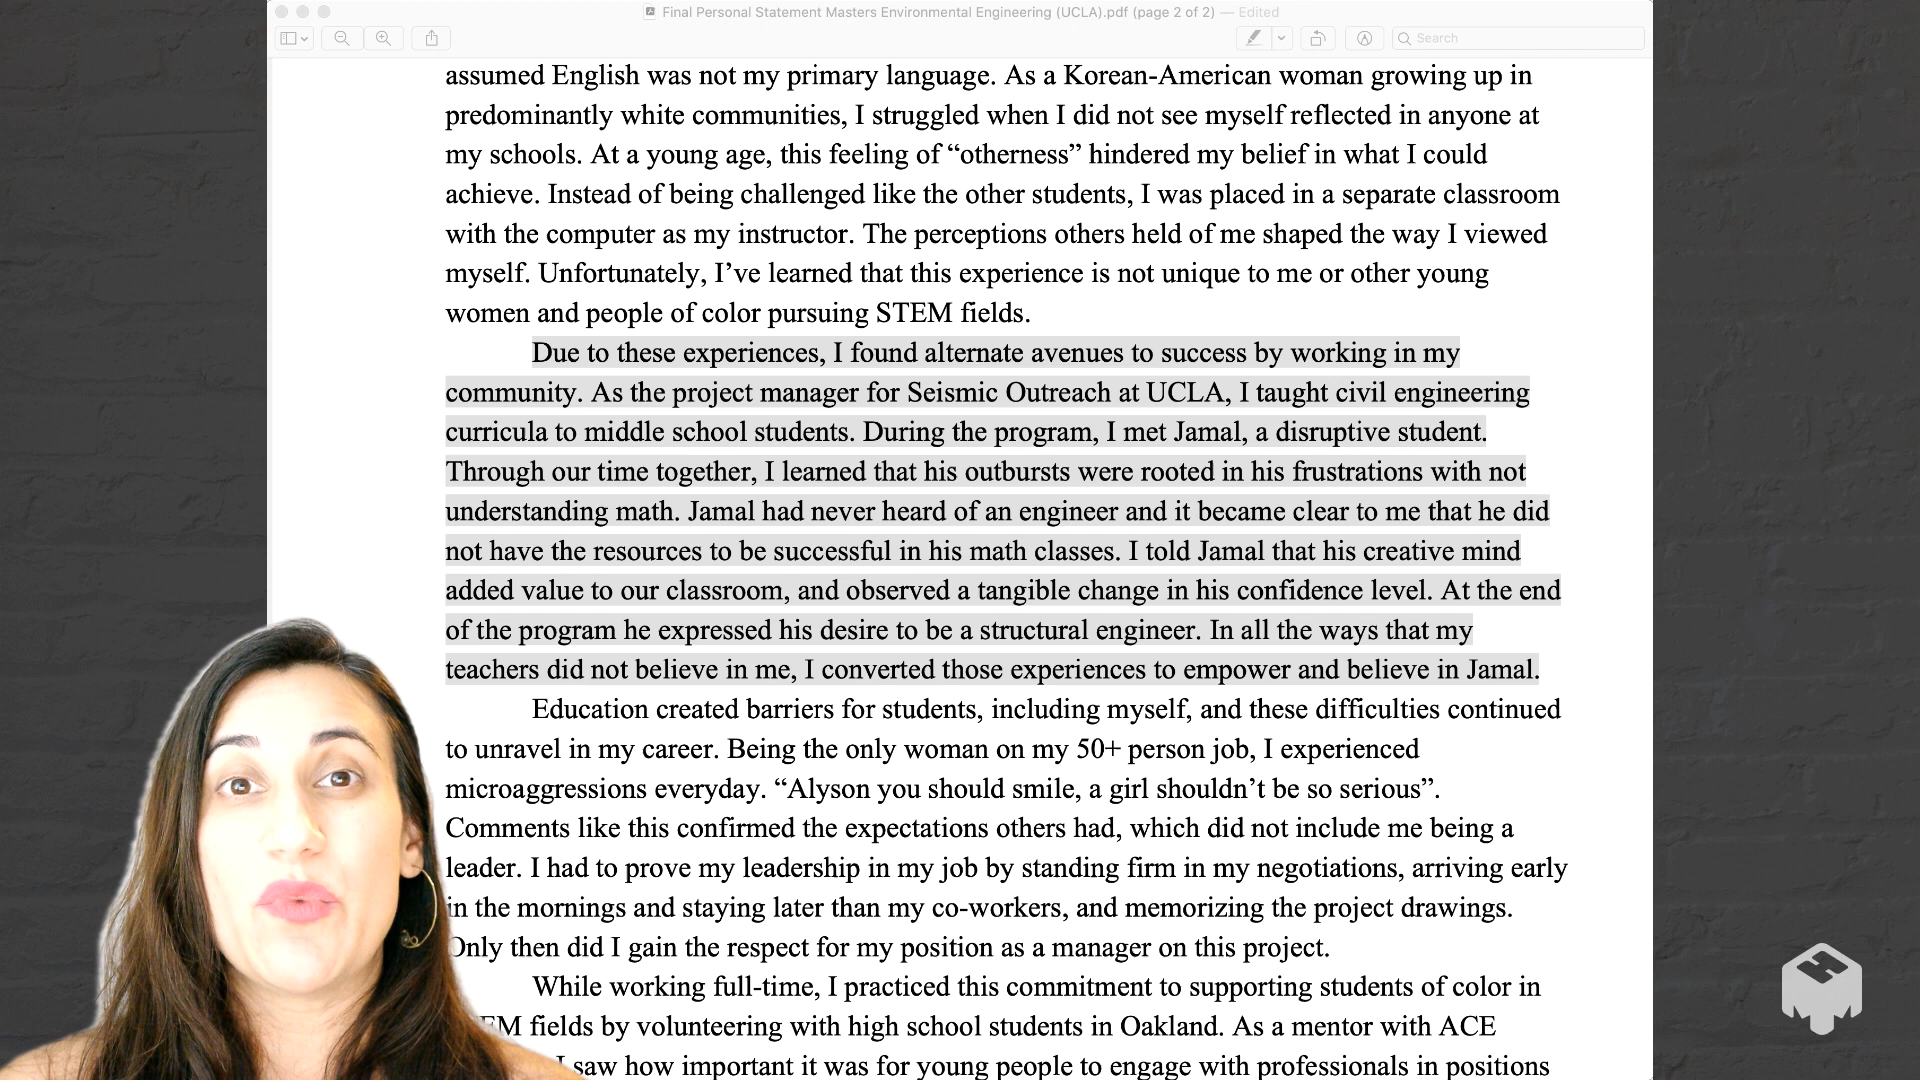 Final Personal Statement Masters Environmental Engineering (UCLA).pdf (page 2 of 2) — Edited
Search
assumed English was not my primary language. As a Korean-American woman growing up in
predominantly white communities, I struggled when I did not see myself reflected in anyone at
my schools. At a young age, this feeling of “otherness” hindered my belief in what I could
achieve. Instead of being challenged like the other students, I was placed in a separate classroom
with the computer as my instructor. The perceptions others held of me shaped the way I viewed
myself. Unfortunately, I’ve learned that this experience is not unique to me or other young
women and people of color pursuing STEM fields.
Due to these experiences, I found alternate avenues to success by working in my
community. As the project manager for Seismic Outreach at UCLA, I taught civil engineering
curricula to middle school students. During the program, I met Jamal, a disruptive student.
Through our time together, I learned that his outbursts were rooted in his frustrations with not
understanding math. Jamal had never heard of an engineer and it became clear to me that he did
not have the resources to be successful in his math classes. I told Jamal that his creative mind
added value to our classroom, and observed a tangible change in his confidence level. At the end
of the program he expressed his desire to be a structural engineer. In all the ways that my
teachers did not believe in me, I converted those experiences to empower and believe in Jamal.
Education created barriers for students, including myself, and these difficulties continued
to unravel in my career. Being the only woman on my 50+ person job, I experienced
microaggressions everyday. “Alyson you should smile, a girl shouldn’t be so serious”.
Comments like this confirmed the expectations others had, which did not include me being a
leader. I had to prove my leadership in my job by standing firm in my negotiations, arriving early
in the mornings and staying later than my co-workers, and memorizing the project drawings.
Only then did I gain the respect for my position as a manager on this project.
While working full-time, I practiced this commitment to supporting students of color in
fields by volunteering with high school students in Oakland. As a mentor with ACE
I saw how important it was for young people to engage with professionals in positions